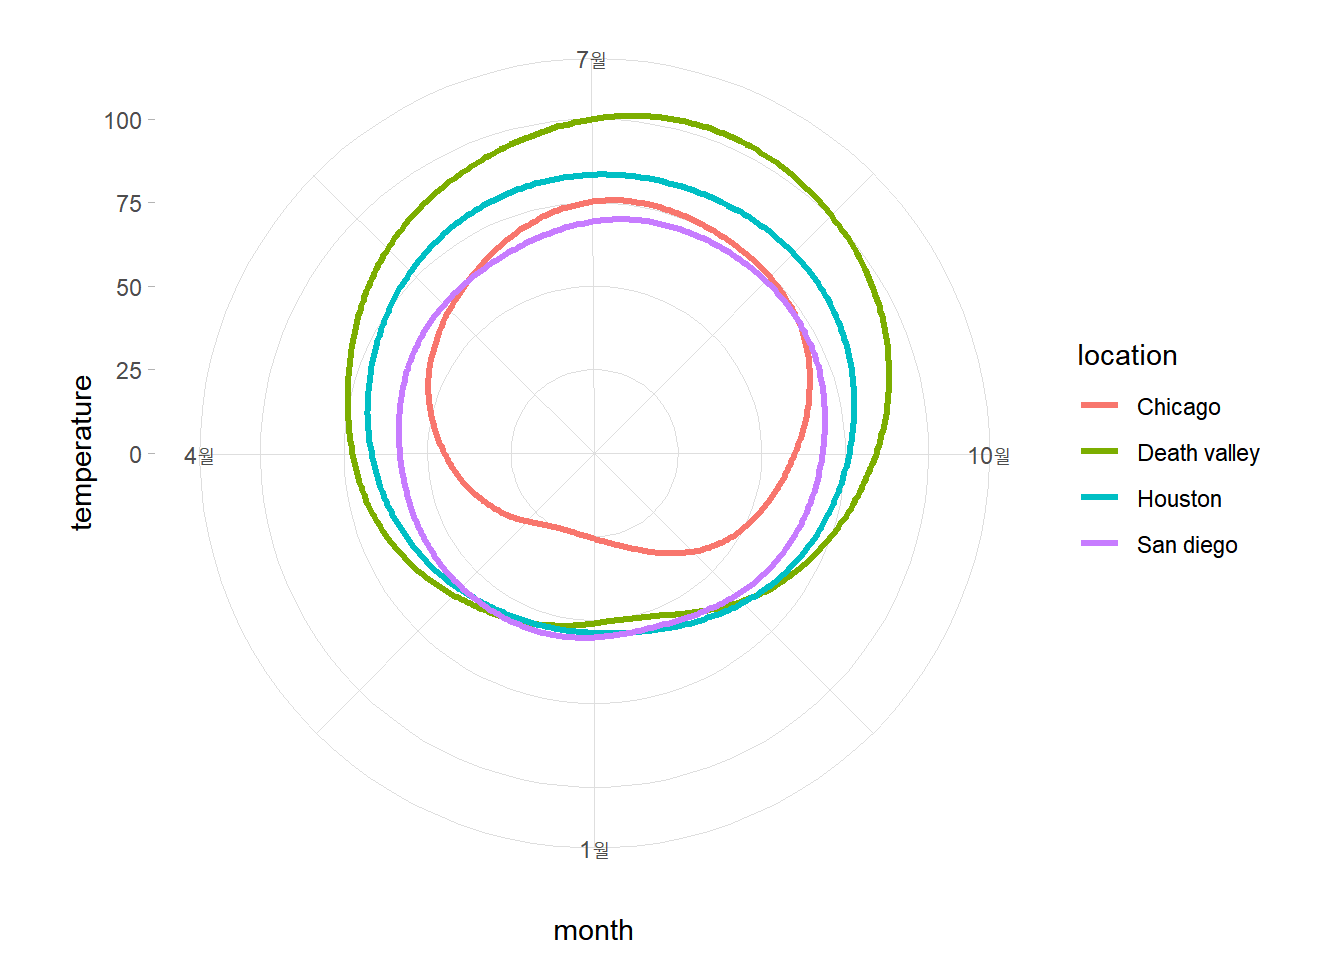 7월
100
75
50
25
0
temperature
4월
10월
1월
month
location
Chicago
Death valley
Houston
San diego